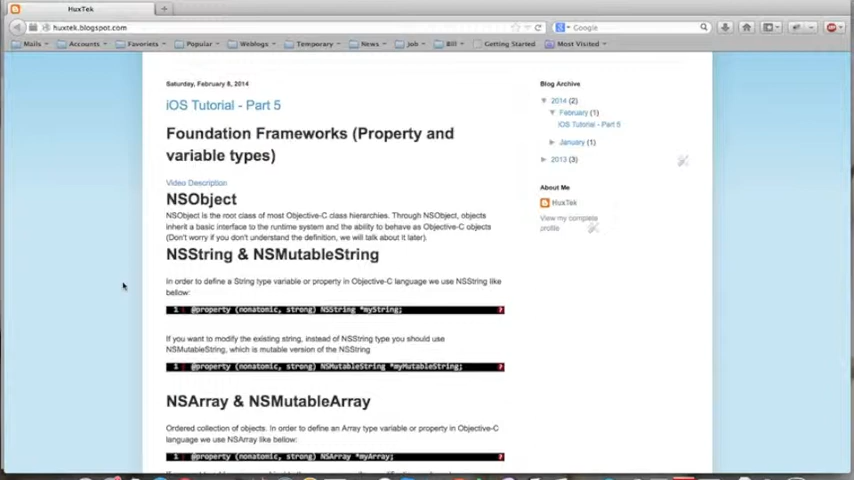 HuxTek
huxtek.blogspot.com
Google
Mails
Accounts
Favoriets
Popular
Weblogs
Temporary
News
Job
Bill
Getting Started
Most Visited
Saturday, February 8, 2014
iOS Tutorial - Part 5
Foundation Frameworks (Property and
variable types)
Video Description
NSObject
NSObject is the root class of most Objective-C class hierarchies. Through NSObject, objects
inherit a basic interface to the runtime system and the ability to behave as Objective-C objects
(Don't worry if you don't understand the definition, we will talk about it later).
NSString & NSMutableString
In order to define a String type variable or property in Objective-C language we use NSString like
bellow:
1 @property (nonatomic, strong) NSString *myString; ?
If you want to modify the existing string, instead of NSString type you should use
NSMutableString, which is mutable version of the NSString
1 @property (nonatomic, strong) NSMutableString *myMutableString; ?
NSArray & NSMutableArray
Ordered collection of objects. In order to define an Array type variable or property in Objective-C
language we use NSArray like bellow:
1 @property (nonatomic, strong) NSArray *myArray; ?
Blog Archive
▼ 2014 (2)
▼ February (1)
iOS Tutorial - Part 5
► January (1)
► 2013 (3)
About Me
HuxTek
View my complete
profile